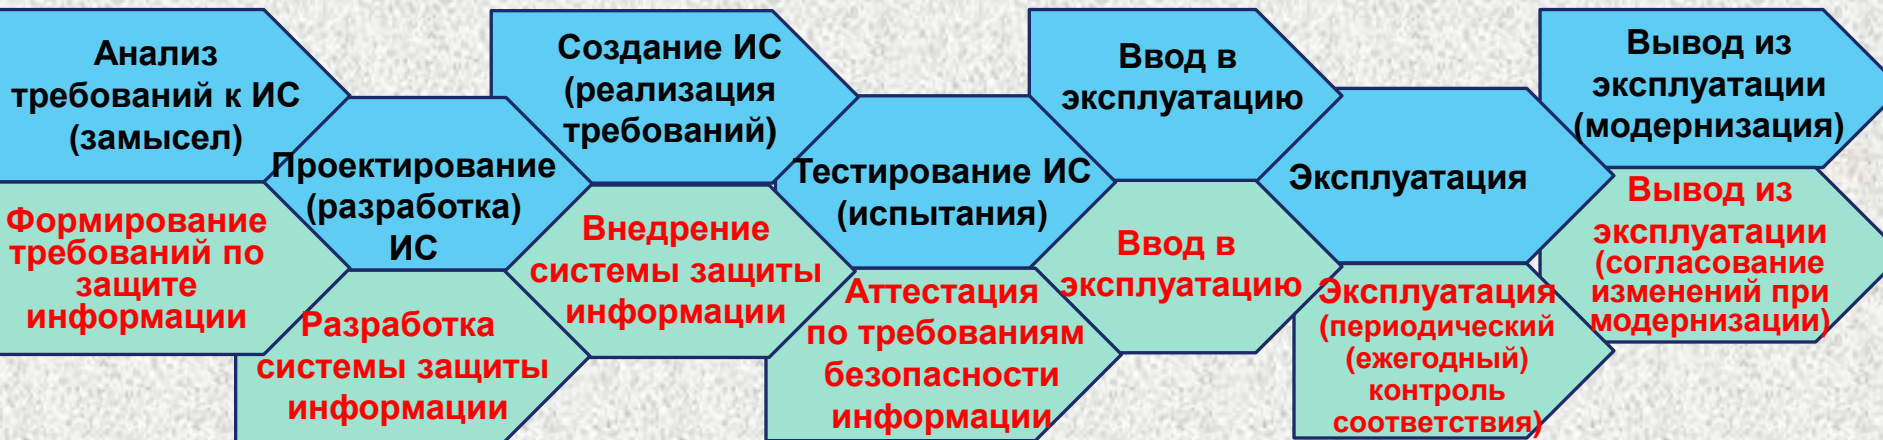 Анализ
требований к ИС
(замысел)
Формирование
требований по
защите
информации
Проектирование
(разработка)
ИС
Разработка
системы защиты
информации
Создание ИС
(реализация
требований)
Внедрение
системы защиты
информации
Тестирование ИС
(испытания)
Аттестация
по требованиям
безопасности
информации
Ввод в
эксплуатацию
Ввод в
эксплуатацию
Эксплуатация
Эксплуатация
(периодический
(ежегодный)
контроль
соответствия)
Вывод из
эксплуатации
(модернизация)
Вывод из
эксплуатации
(согласование
изменений при
модернизации)